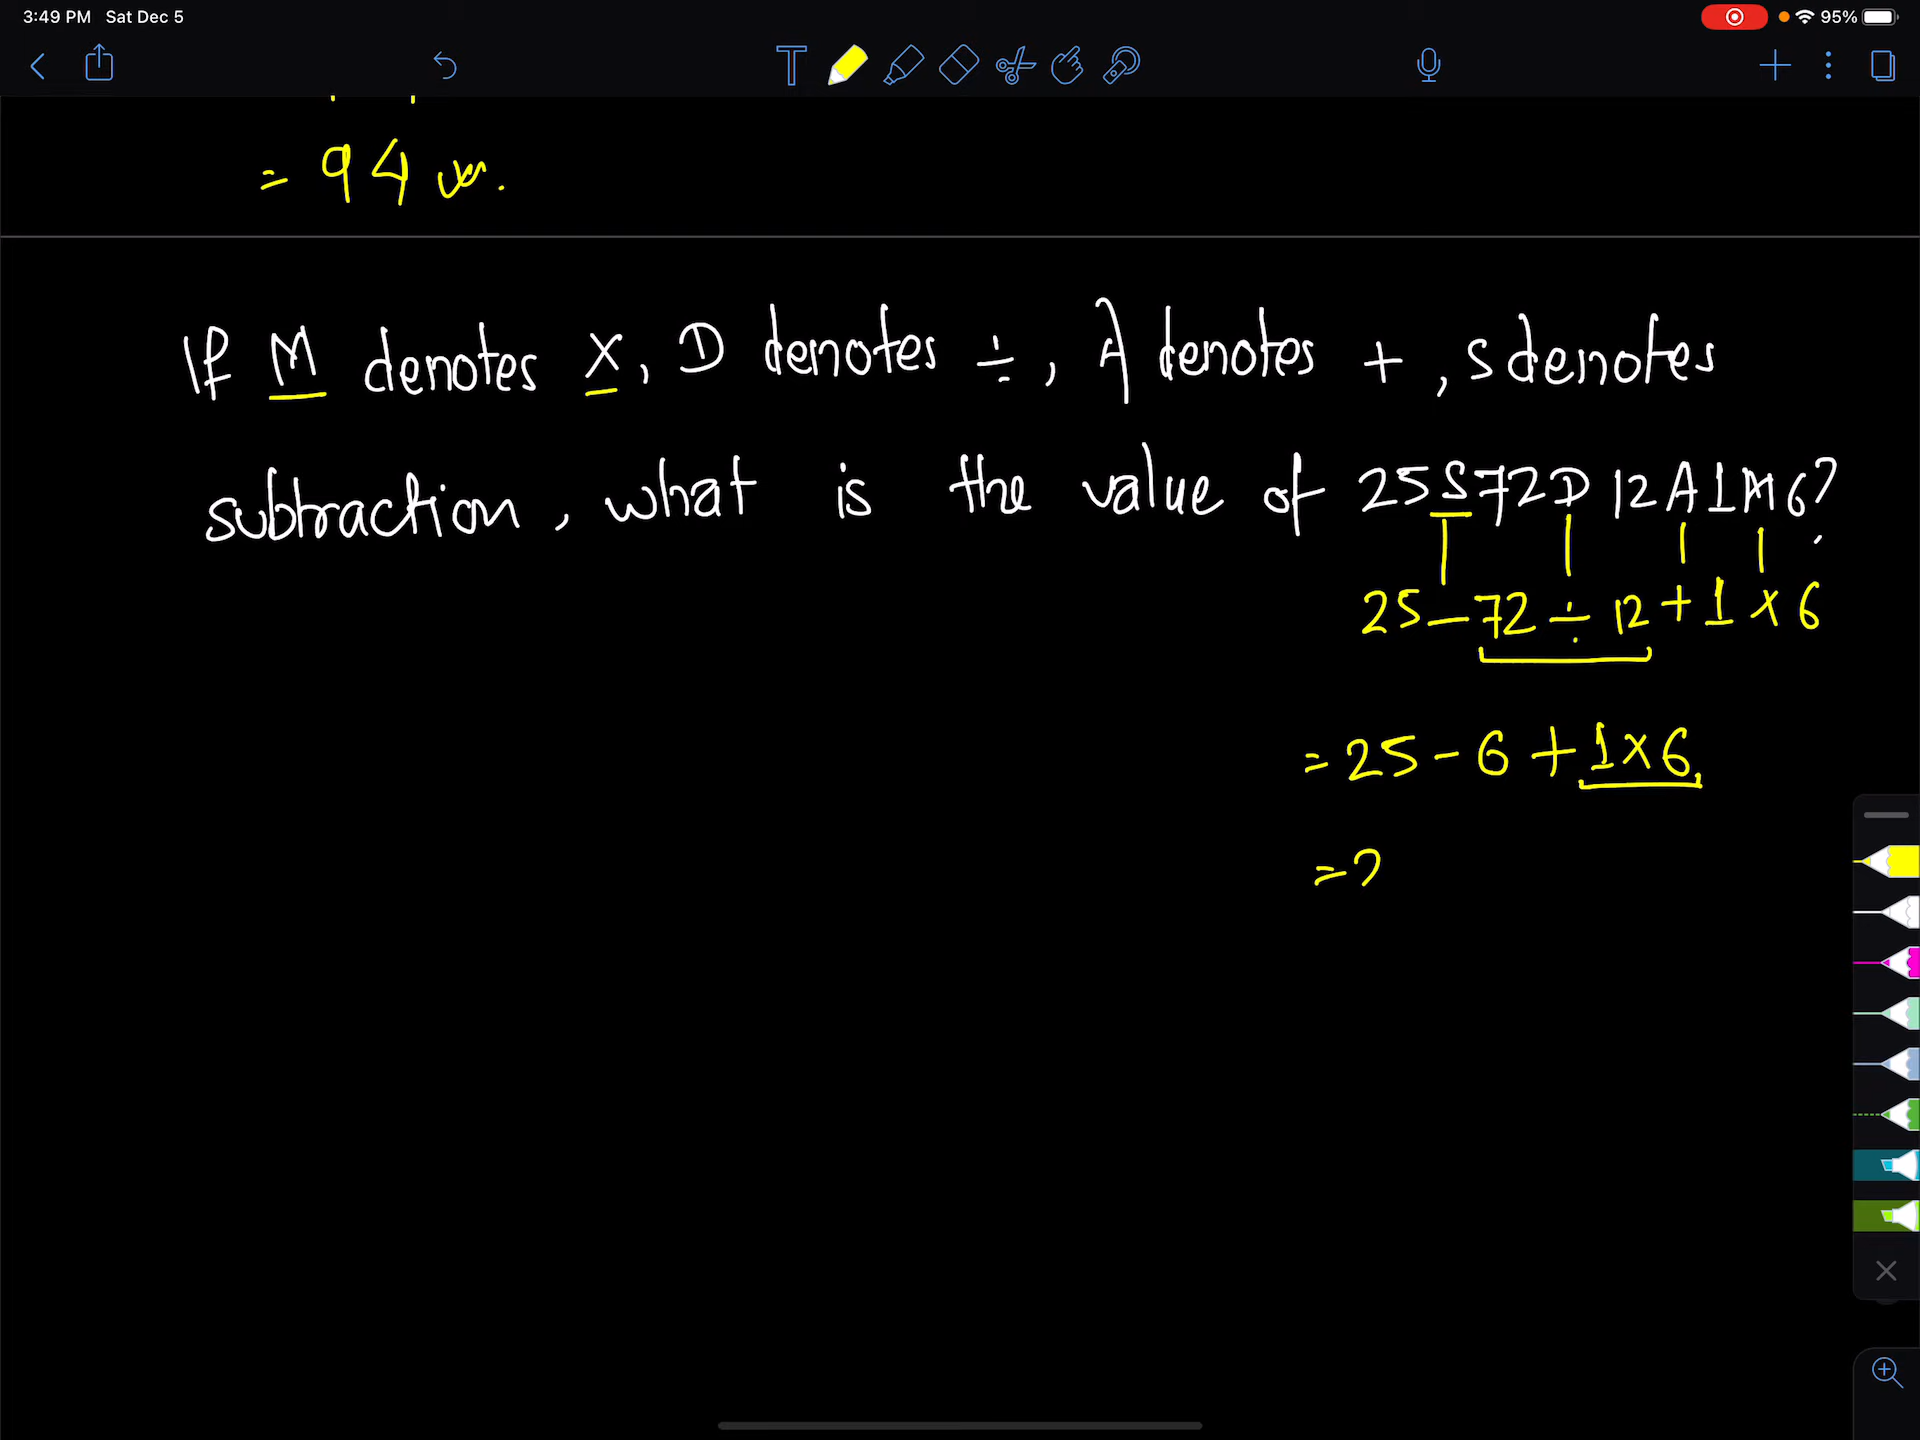 3:49 PM Sat Dec 5
95%
= 94
If M denotes X, D denotes ÷, A denotes +, S denotes
subtraction, what is the value of 25S72D12A1M6?
25-72÷12+1×6
=25-6+1×6
=2